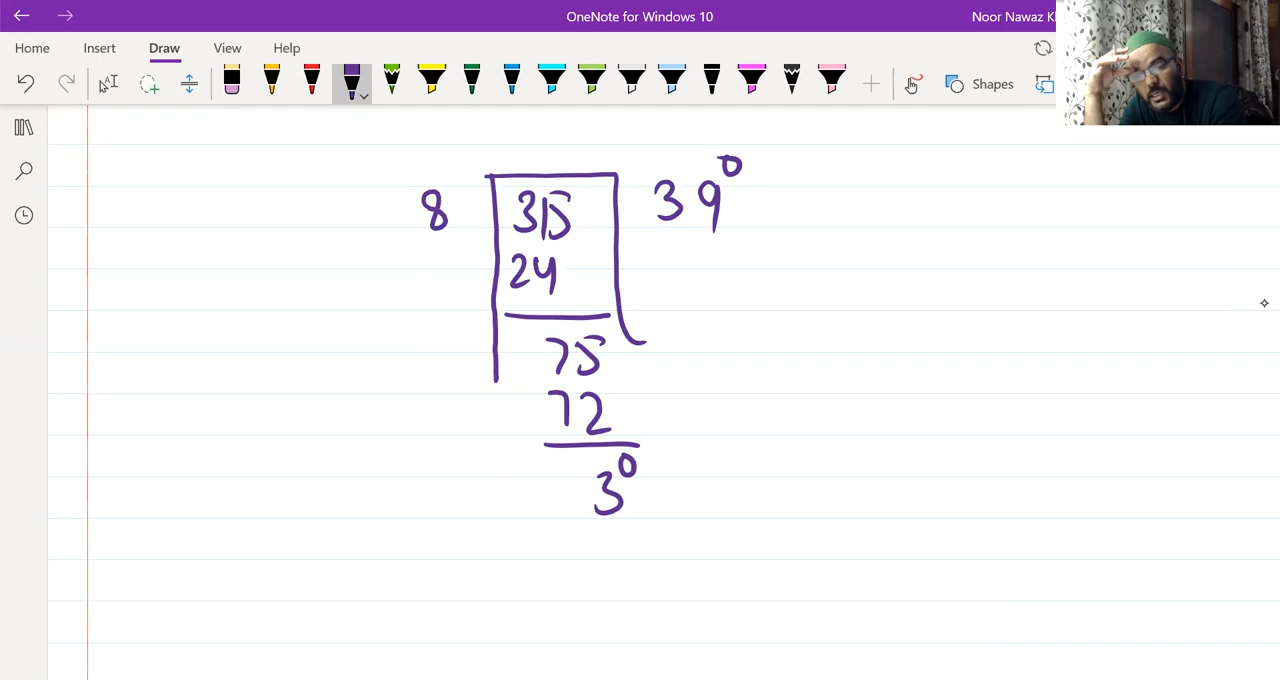 OneNote for Windows 10
Noor Nawaz K
Home Insert Draw View Help
Shapes
8 315 39°
24
75
72
3°